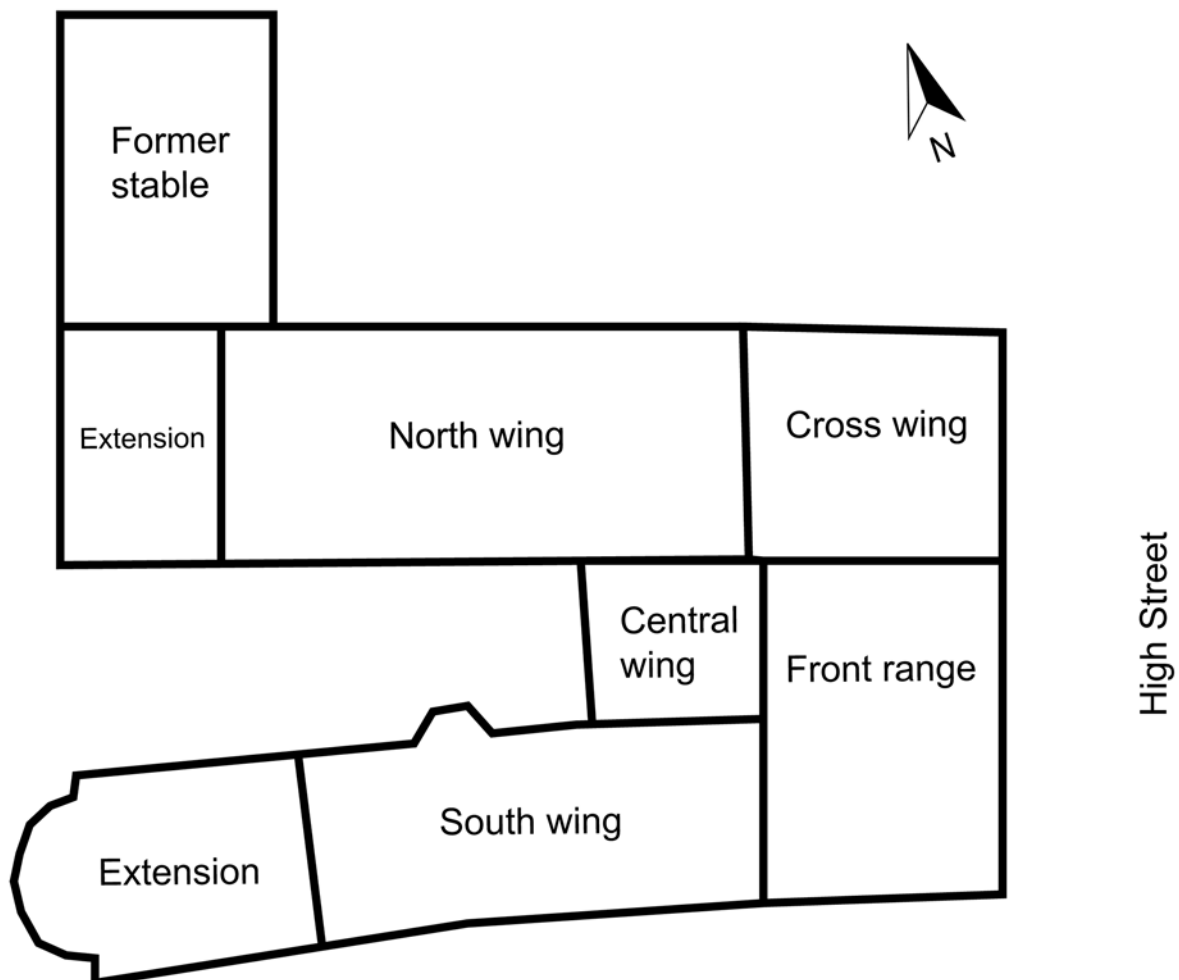 Former
stable
N
Extension
North wing
Cross wing
Central
wing
Front range
High Street
South wing
Extension